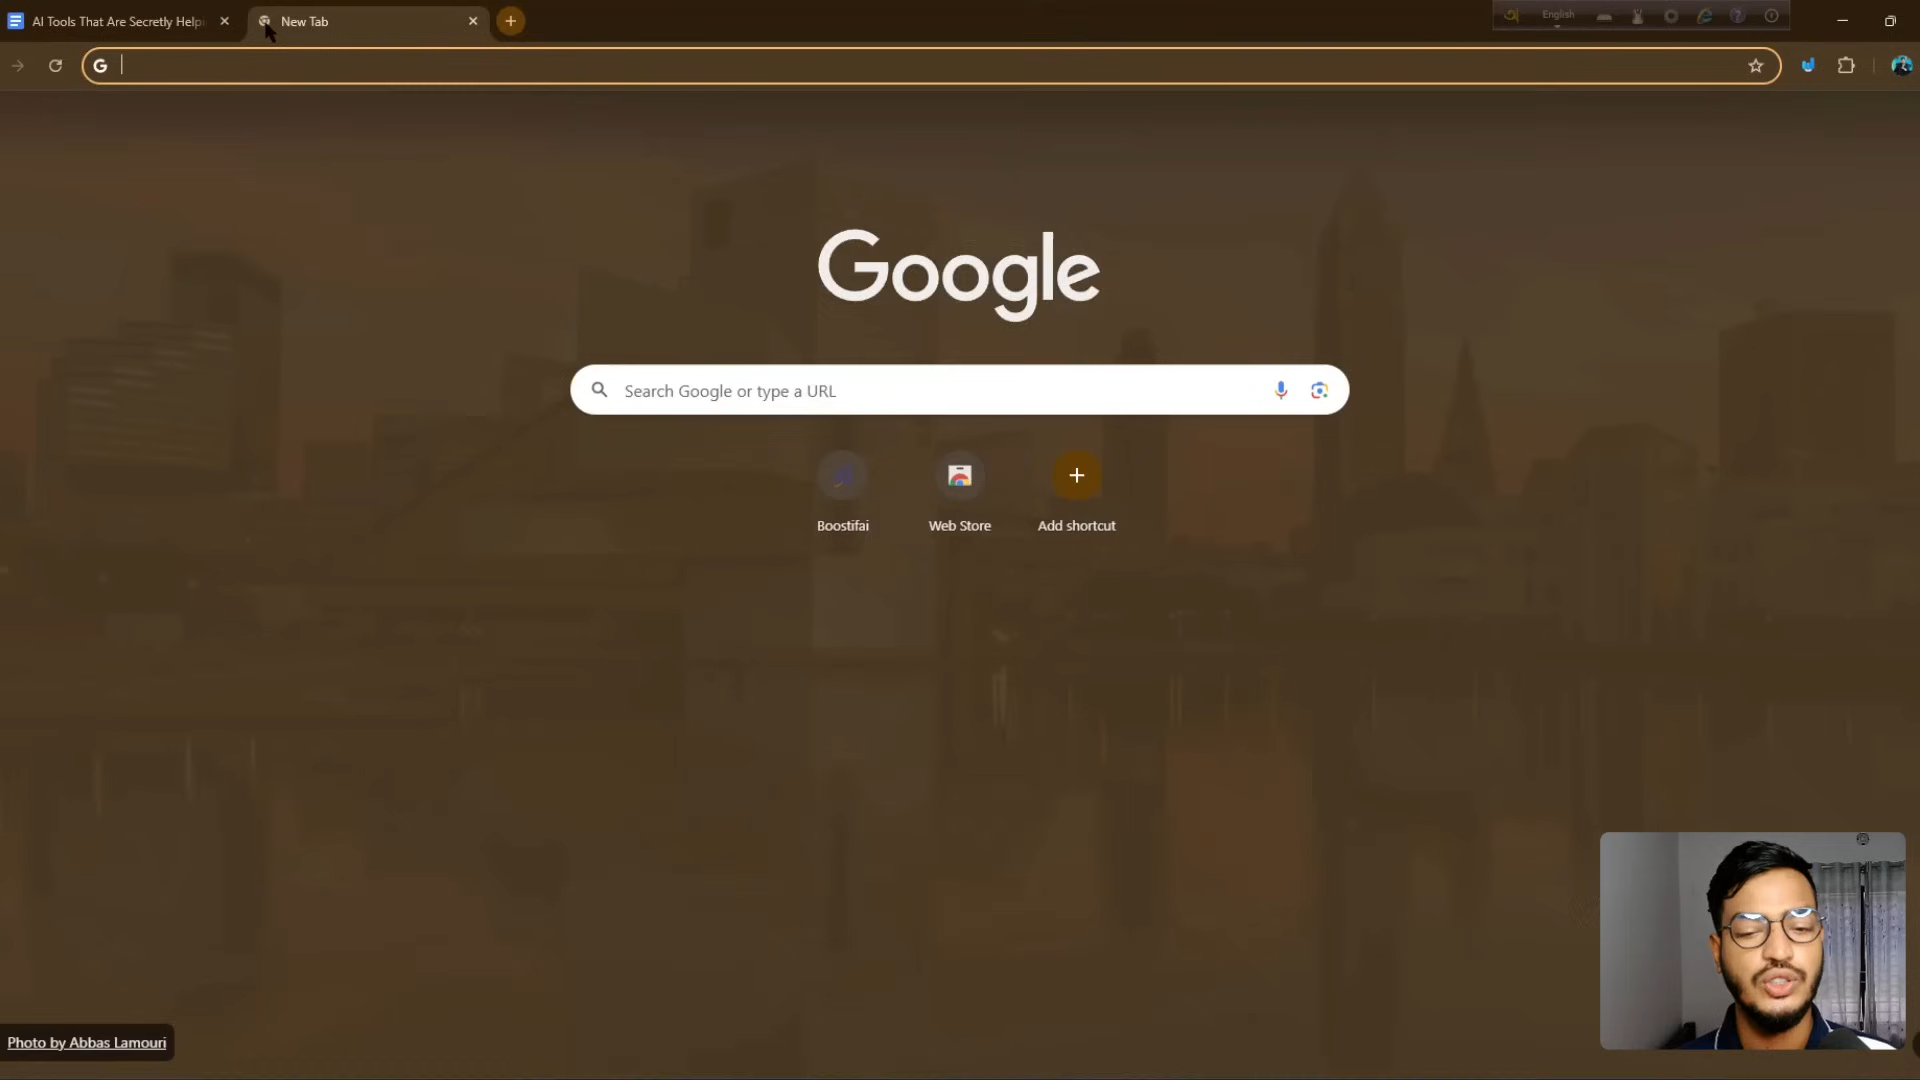 AI Tools That Are Secretly Help
New Tab
English
Google
Search Google or type a URL
Boostifai
Web Store
Add shortcut
Photo by Abbas Lamouri